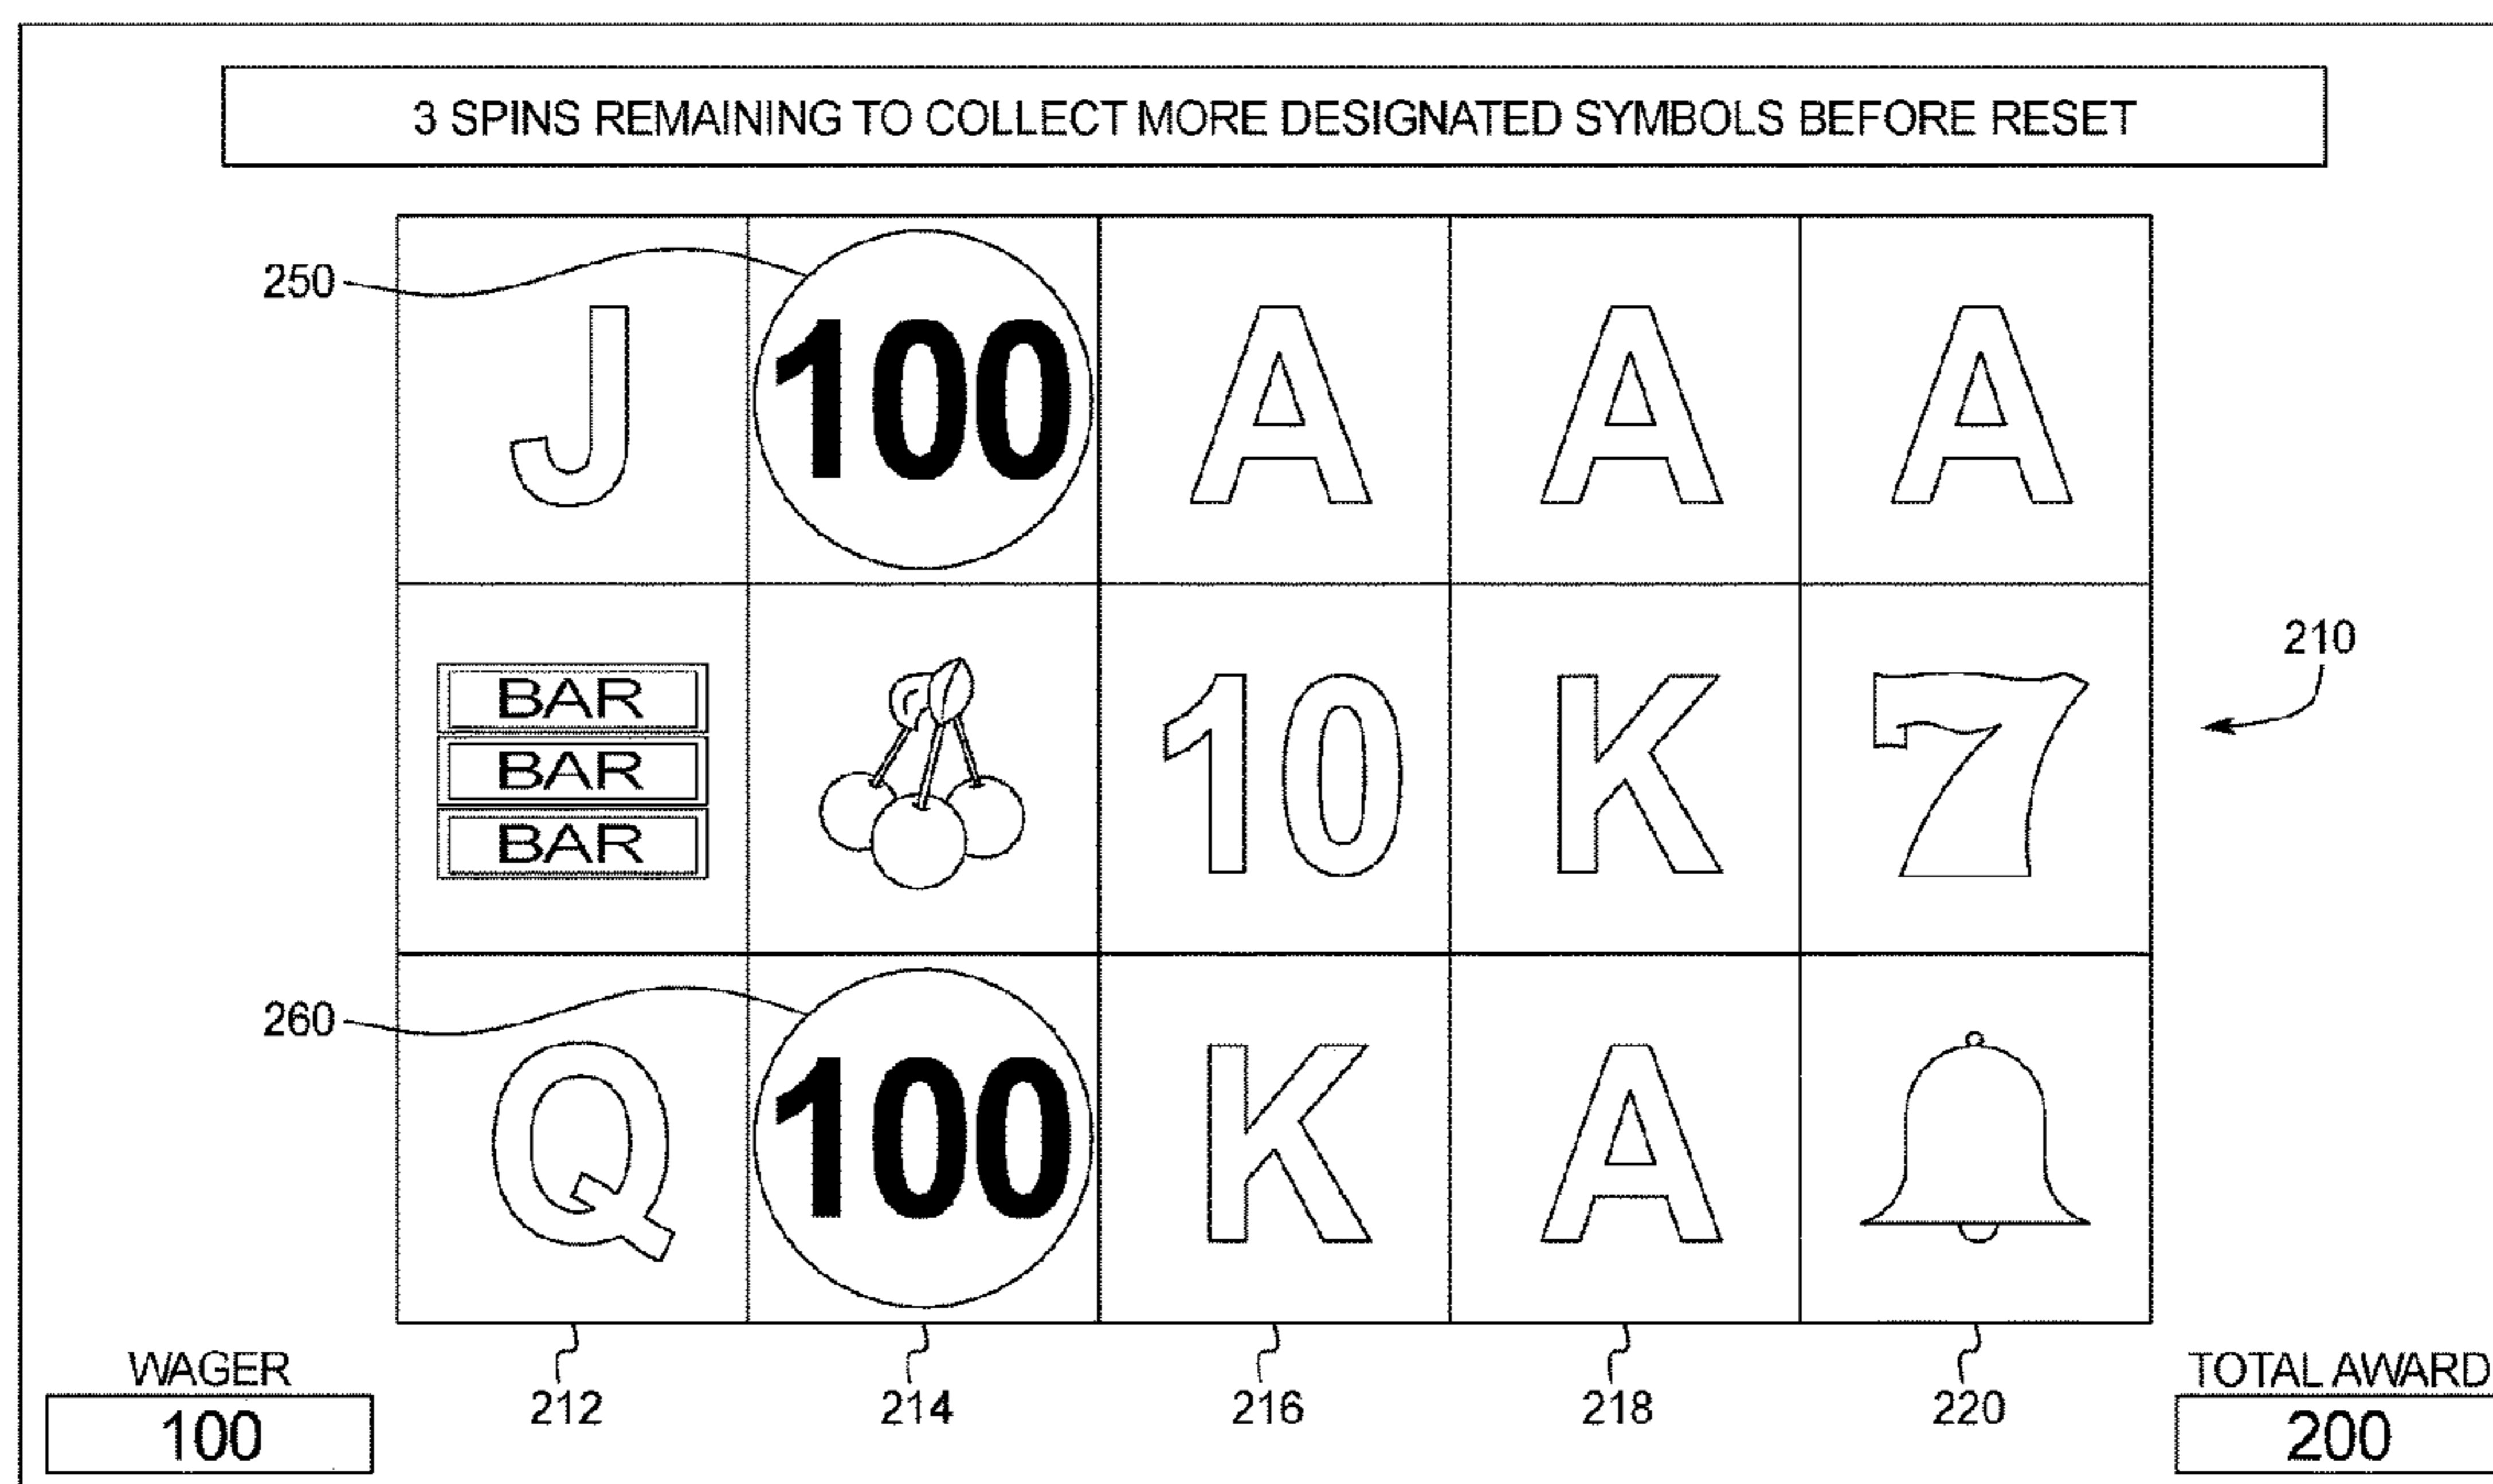 3 SPINS REMAINING TO COLLECT MORE DESIGNATED SYMBOLS BEFORE RESET
250
J 100 A A A
210
BAR
BAR
BAR
10 K 7
260
Q 100 K A
212 214 216 218 220
WAGER
100
TOTAL AWARD
200